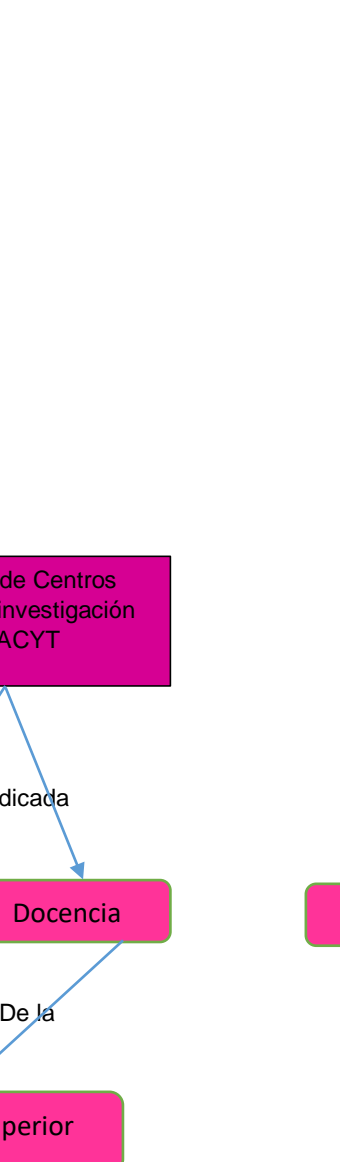 de Centros
investigación
ACYT
dicada
Docencia
De la
perior